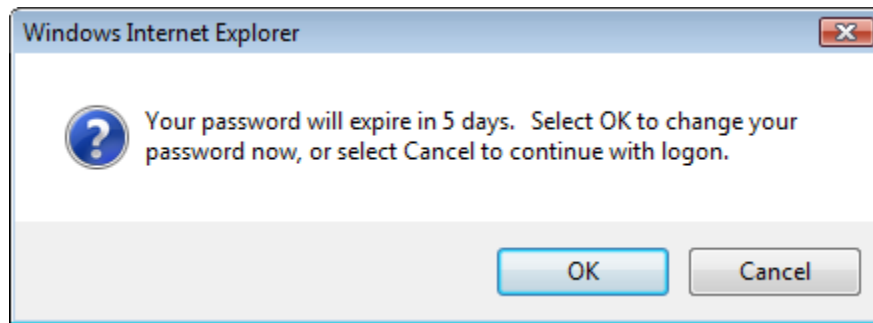 Windows Internet Explorer
Your password will expire in 5 days.   Select OK to change your
password now, or select Cancel to continue with logon.
OK
Cancel